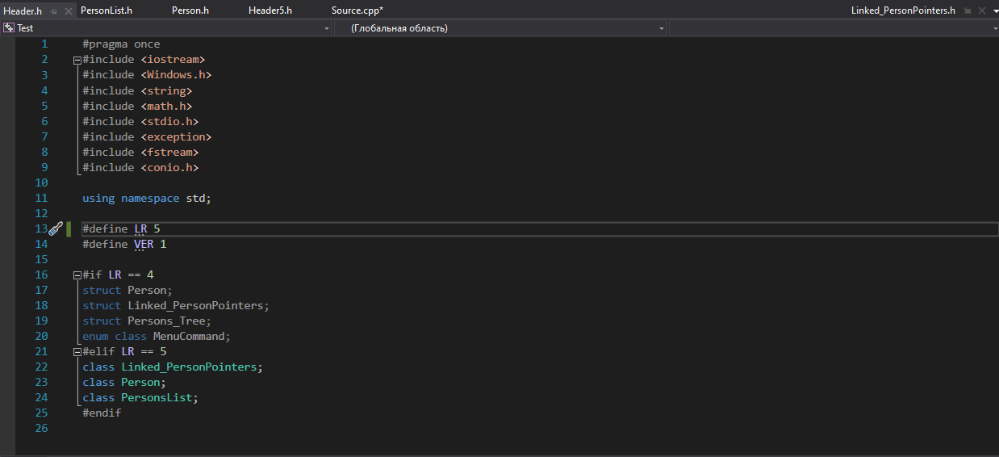 Header.h PersonList.h Person.h Header5.h Source.cpp* Linked_PersonPointers.h
Test (Глобальная область)
1 #pragma once
2 #include <iostream>
3 #include <Windows.h>
4 #include <string>
5 #include <math.h>
6 #include <stdio.h>
7 #include <exception>
8 #include <fstream>
9 #include <conio.h>
10
11 using namespace std;
12
13 #define LR 5
14 #define VER 1
15
16 #if LR == 4
17 struct Person;
18 struct Linked_PersonPointers;
19 struct Persons_Tree;
20 enum class MenuCommand;
21 #elif LR == 5
22 class Linked_PersonPointers;
23 class Person;
24 class PersonsList;
25 #endif
26